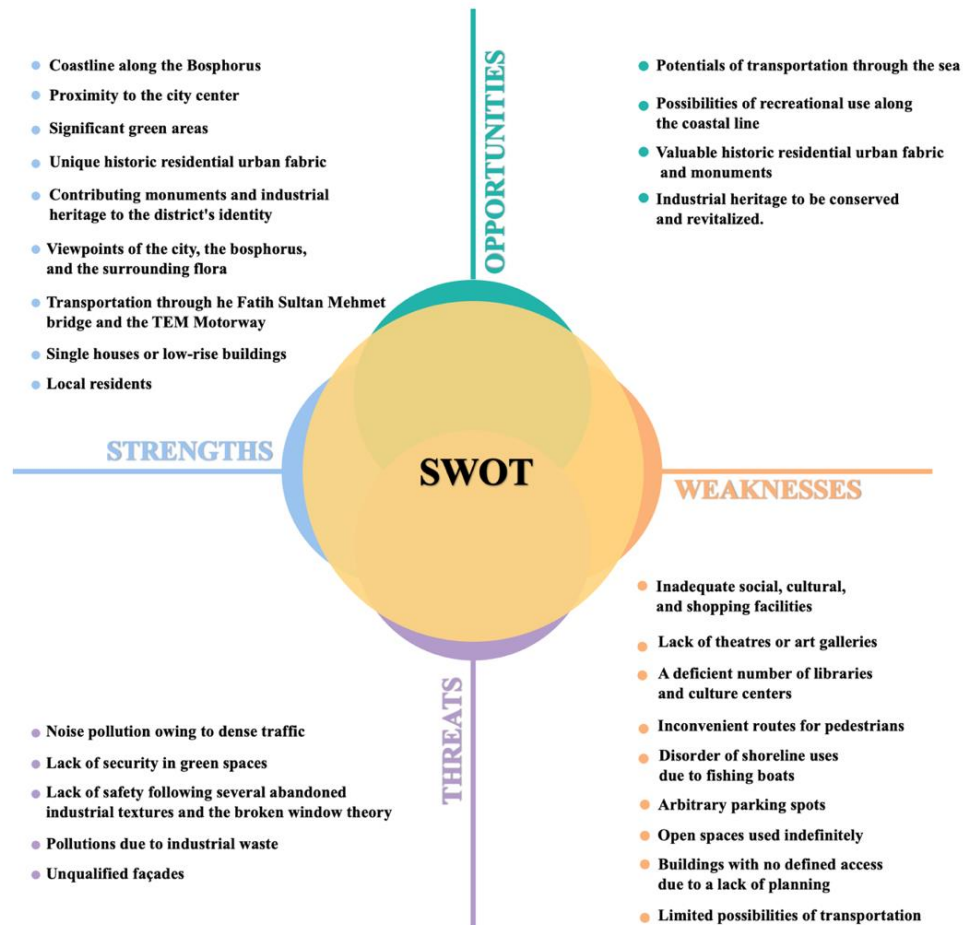 Coastline along the Bosphorus
Proximity to the city center
Significant green areas
Unique historic residential urban fabric
Contributing monuments and industrial
heritage to the district's identity
Viewpoints of the city, the bosphorus,
and the surrounding flora
Transportation through he Fatih Sultan Mehmet
bridge and the TEM Motorway
Single houses or low-rise buildings
Local residents
STRENGTHS
OPPORTUNITIES
Potentials of transportation through the sea
Possibilities of recreational use along
the coastal line
Valuable historic residential urban fabric
and monuments
Industrial heritage to be conserved
and revitalized.
SWOT
WEAKNESSES
Inadequate social, cultural,
and shopping facilities
Lack of theatres or art galleries
A deficient number of libraries
and culture centers
Inconvenient routes for pedestrians
Disorder of shoreline uses
due to fishing boats
Arbitrary parking spots
Open spaces used indefinitely
Buildings with no defined access
due to a lack of planning
Limited possibilities of transportation
THREATS
Noise pollution owing to dense traffic
Lack of security in green spaces
Lack of safety following several abandoned
industrial textures and the broken window theory
Pollutions due to industrial waste
Unqualified façades